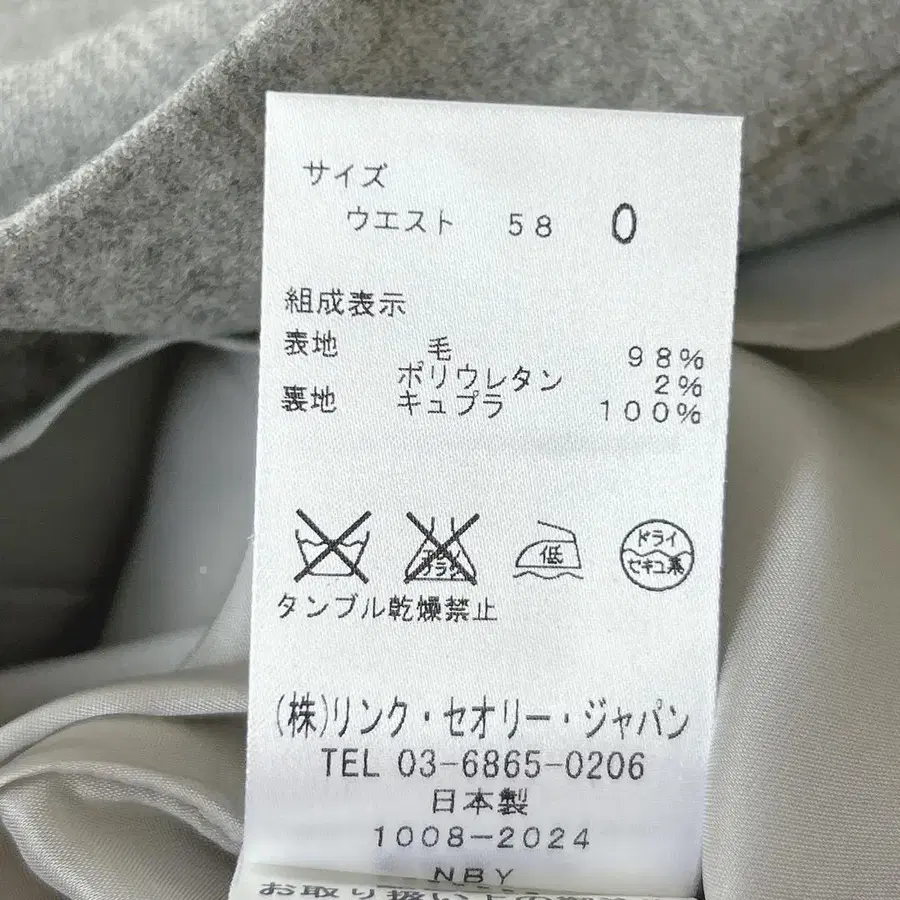 サイズ
ウエスト 58 0
組成表示
表地 毛 98%
ポリウレタン 2%
裏地 キュプラ 100%
低
ドライ
セキユ系
タンブル乾燥禁止
(株)リンク・セオリー・ジャパン
TEL 03-6865-0206
日本製
1008-2024
NBY